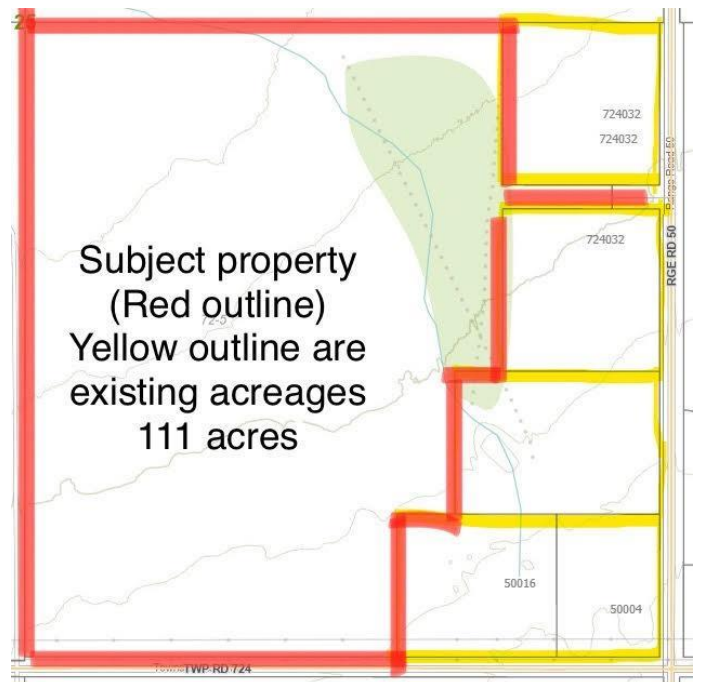 724032
724032
Range Road 50
724032
RGE RD 50
Subject property
(Red outline)
Yellow outline are
existing acreages
111 acres
50016
50004
TWP RD 724